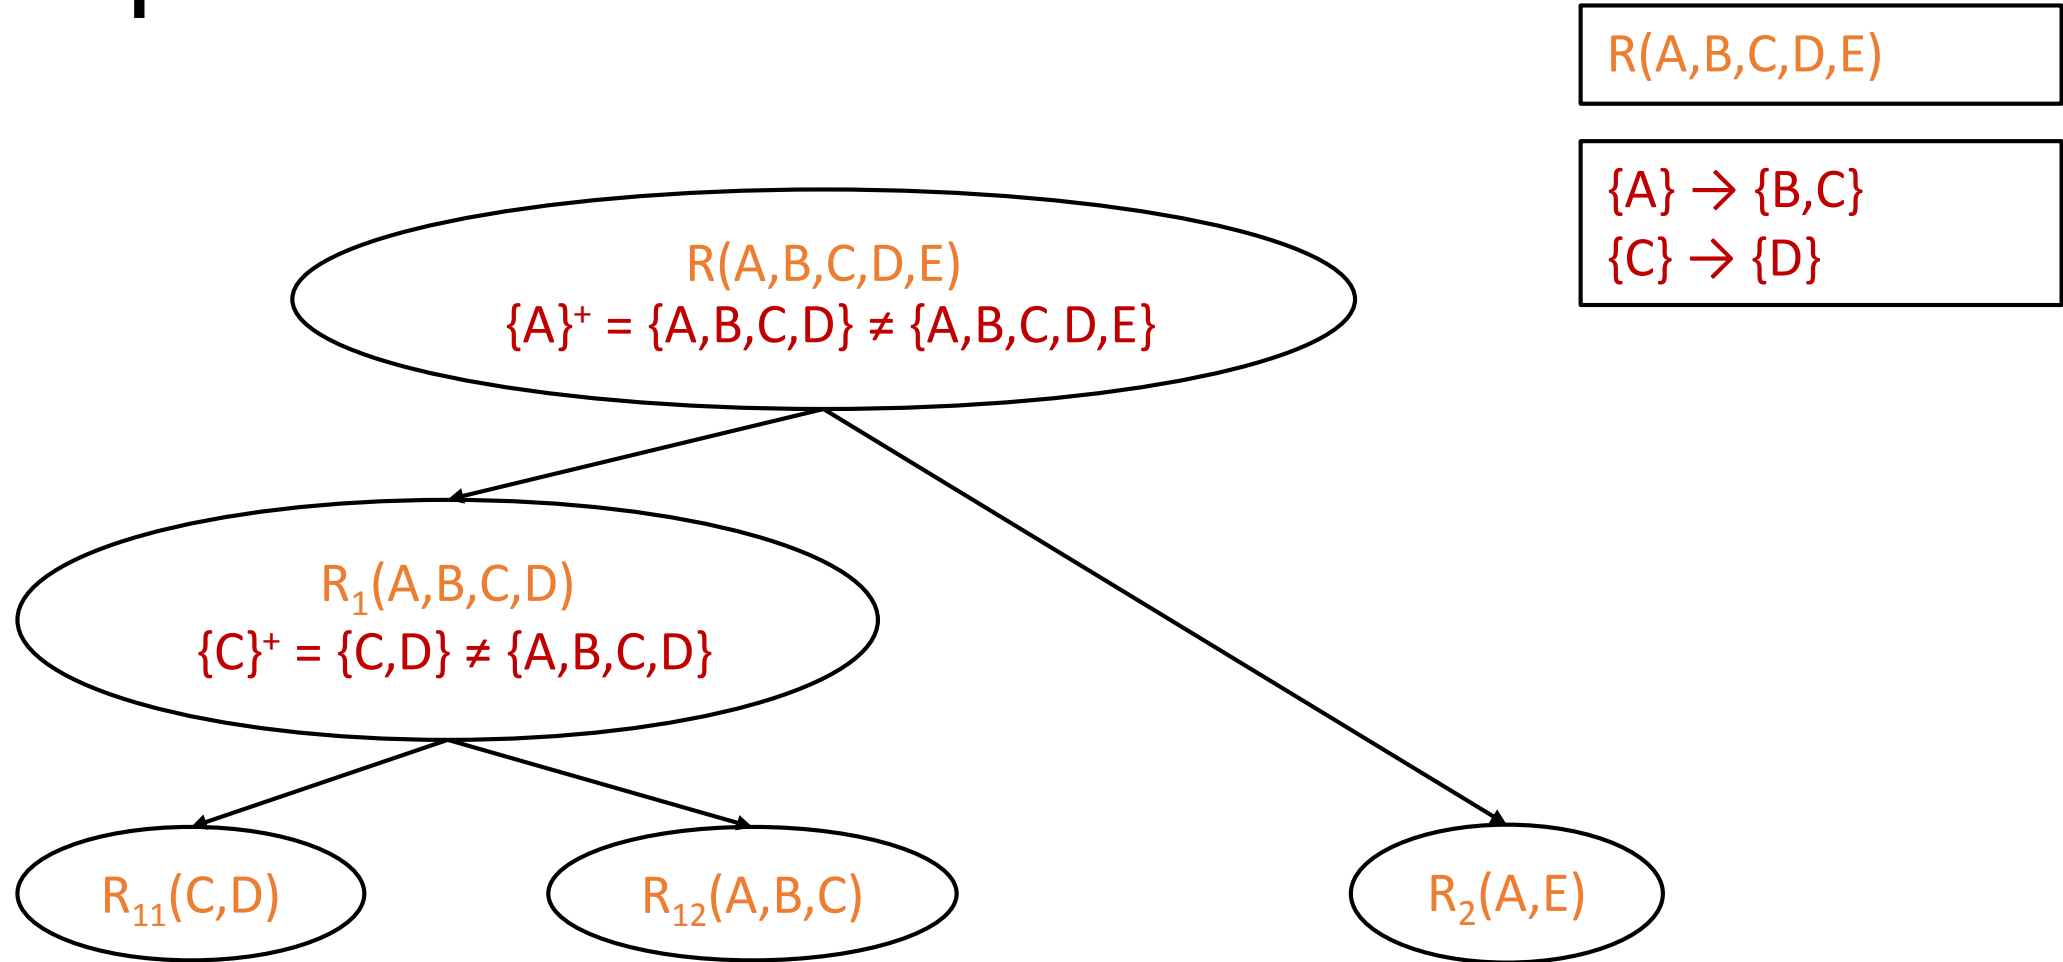 R(A,B,C,D,E)
{A} → {B,C}
{C} → {D}
R(A,B,C,D,E)
{A}⁺ = {A,B,C,D} ≠ {A,B,C,D,E}
R₁(A,B,C,D)
{C}⁺ = {C,D} ≠ {A,B,C,D}
R₁₁(C,D)
R₁₂(A,B,C)
R₂(A,E)